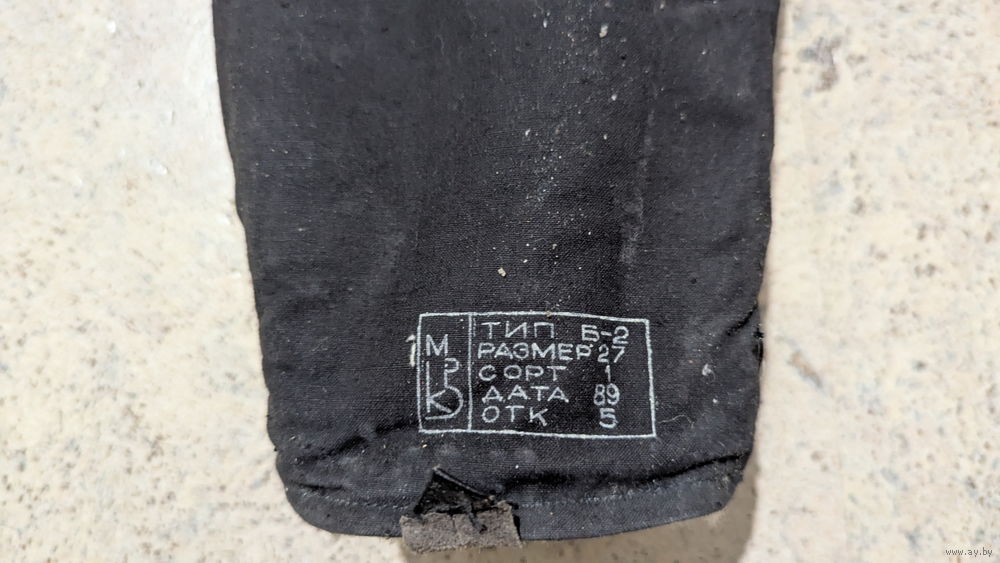 ТИП Б-2
РАЗМЕР 27
СОРТ 1
ДАТА 89
ОТК 5
www.ay.by